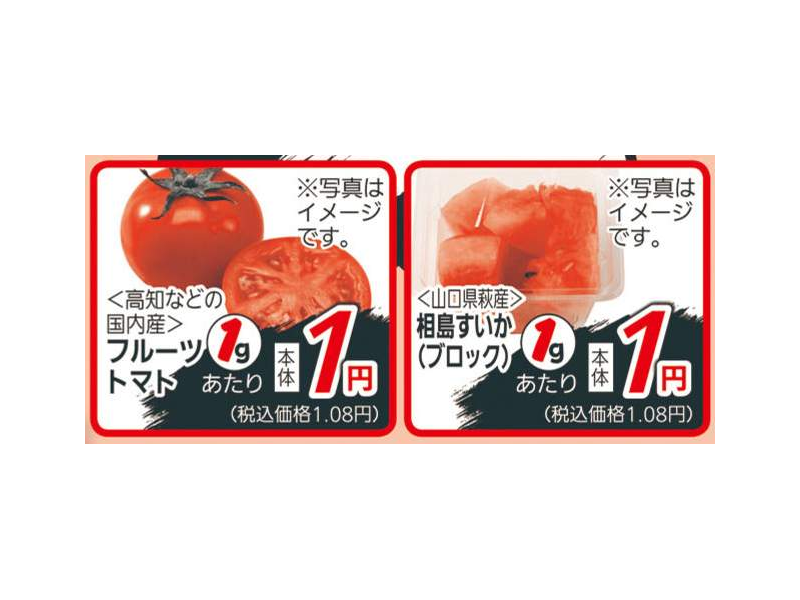 ※写真は
イメージ
です。
＜高知などの
国内産＞
フルーツ
トマト
1g
あたり
本体
1円
(税込価格1.08円)
※写真は
イメージ
です。
＜山口県萩産＞
相島すいか
(ブロック)
1g
あたり
本体
1円
(税込価格1.08円)